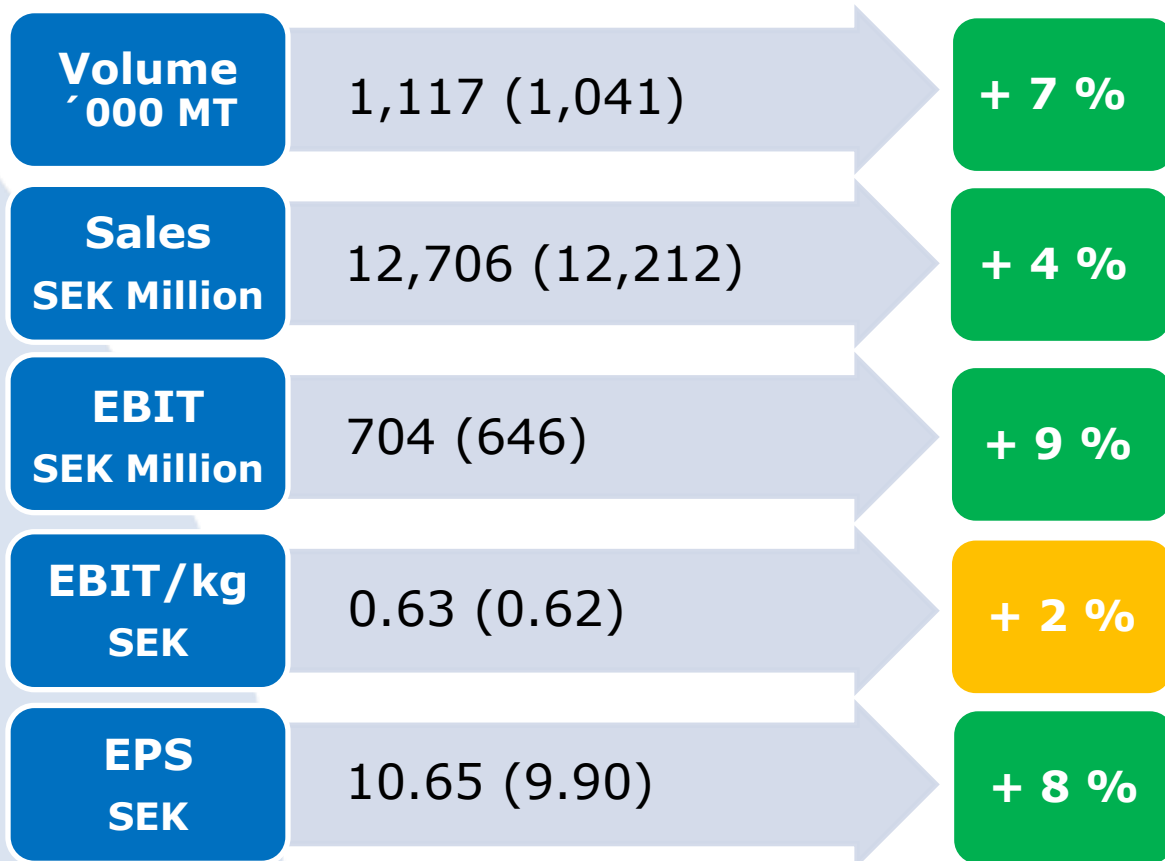 Volume
´000 MT
1,117 (1,041)
+ 7 %
Sales
SEK Million
12,706 (12,212)
+ 4 %
EBIT
SEK Million
704 (646)
+ 9 %
EBIT/kg
SEK
0.63 (0.62)
+ 2 %
EPS
SEK
10.65 (9.90)
+ 8 %